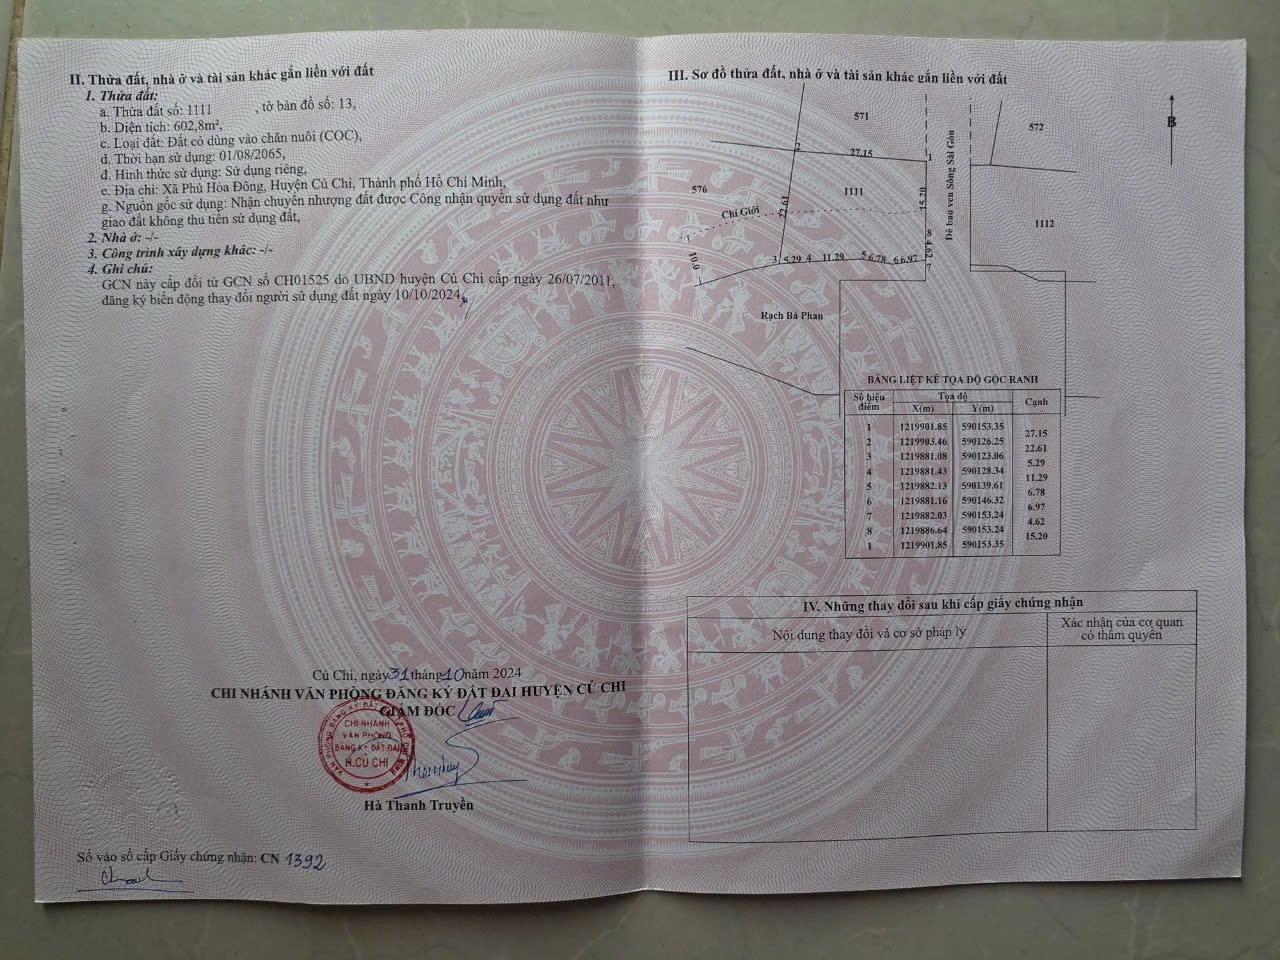 II. Thửa đất, nhà ở và tài sản khác gắn liền với đất
1. Thửa đất:
a. Thửa đất số: 1111 , tờ bản đồ số: 13,
b. Diện tích: 602,8m²,
c. Loại đất: Đất cỏ dùng vào chăn nuôi (COC),
d. Thời hạn sử dụng: 01/08/2065,
đ. Hình thức sử dụng: Sử dụng riêng,
e. Địa chỉ: Xã Phú Hòa Đông, Huyện Củ Chi, Thành phố Hồ Chí Minh,
g. Nguồn gốc sử dụng: Nhận chuyển nhượng đất được Công nhận quyền sử dụng đất như
giao đất không thu tiền sử dụng đất,
2. Nhà ở: -/-
3. Công trình xây dựng khác: -/-
4. Ghi chú:
GCN này cấp đổi từ GCN số CH01525 do UBND huyện Củ Chi cấp ngày 26/07/2011,
đăng ký biến động thay đổi người sử dụng đất ngày 10/10/2024,
Củ Chi, ngày 31 tháng 10 năm 2024
CHI NHÁNH VĂN PHÒNG ĐĂNG KÝ ĐẤT ĐAI HUYỆN CỦ CHI
GIÁM ĐỐC
CHI NHÁNH
VĂN PHÒNG
ĐĂNG KÝ ĐẤT ĐAI
H.CỦ CHI
Hà Thanh Truyền
Số vào sổ cấp Giấy chứng nhận: CN 1392
III. Sơ đồ thửa đất, nhà ở và tài sản khác gắn liền với đất
571
572
B
2
27.15
1
Đê bao ven Sông Sài Gòn
576
1111
15.20
22.61
Chỉ Giới
1112
8
4.62
10.0
3 5.29 4 11.29 5 6.78 6 6.97 7
Rạch Bà Phan
BẢNG LIỆT KÊ TỌA ĐỘ GÓC RANH
Số hiệu điểm Tọa độ Cạnh
X(m) Y(m)
1 1219901.85 590153.35
27.15
2 1219903.46 590126.25
22.61
3 1219881.08 590123.06
5.29
4 1219881.43 590128.34
11.29
5 1219882.13 590139.61
6.78
6 1219881.16 590146.32
6.97
7 1219882.03 590153.24
4.62
8 1219886.64 590153.24
15.20
1 1219901.85 590153.35
IV. Những thay đổi sau khi cấp giấy chứng nhận
Nội dung thay đổi và cơ sở pháp lý
Xác nhận của cơ quan
có thẩm quyền